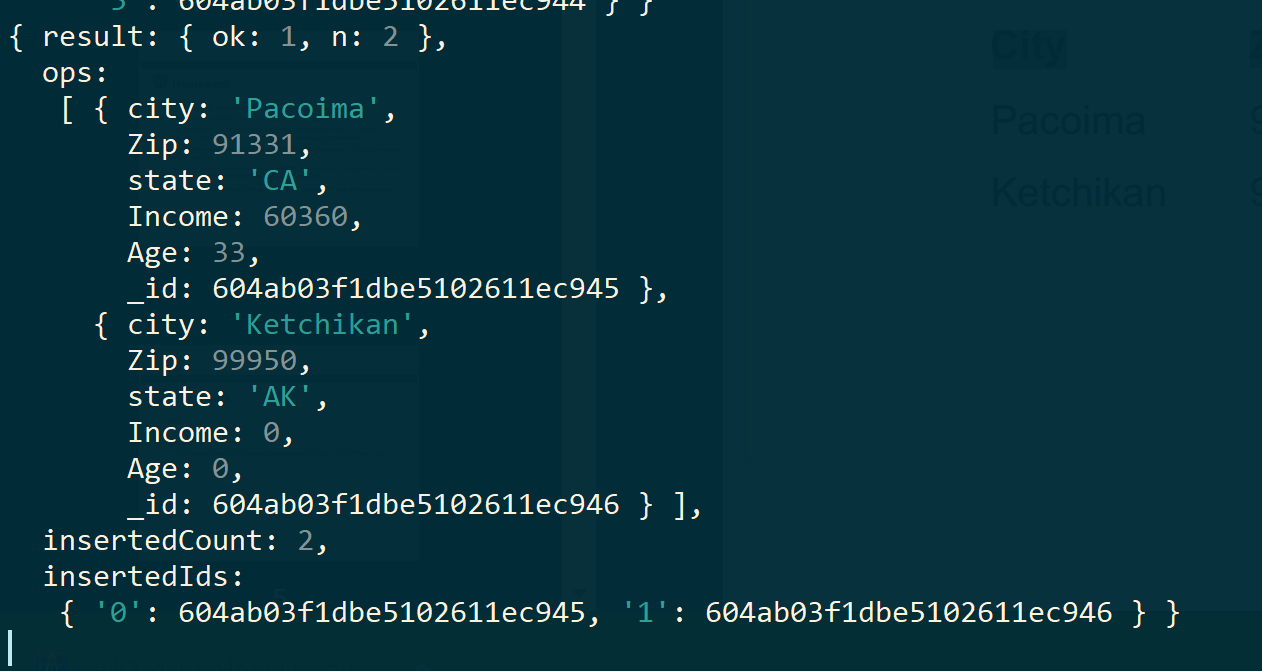 '5': 604ab03f1dbe5102611ec944 } }
{ result: { ok: 1, n: 2 },
ops:
[ { city: 'Pacoima',
Zip: 91331,
state: 'CA',
Income: 60360,
Age: 33,
_id: 604ab03f1dbe5102611ec945 },
{ city: 'Ketchikan',
Zip: 99950,
state: 'AK',
Income: 0,
Age: 0,
_id: 604ab03f1dbe5102611ec946 } ],
insertedCount: 2,
insertedIds:
{ '0': 604ab03f1dbe5102611ec945, '1': 604ab03f1dbe5102611ec946 } }
City
Pacoima
Ketchikan